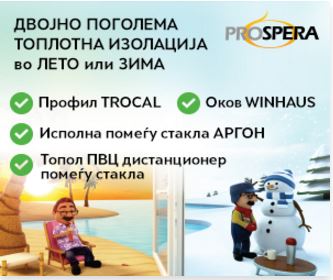 ДВОЈНО ПОГОЛЕМА
ТОПЛОТНА ИЗОЛАЦИЈА
во ЛЕТО или ЗИМА
PROSPERA
Профил TROCAL
Оков WINHAUS
Исполна помеѓу стакла АРГОН
Топол ПВЦ дистанционер
помеѓу стакла